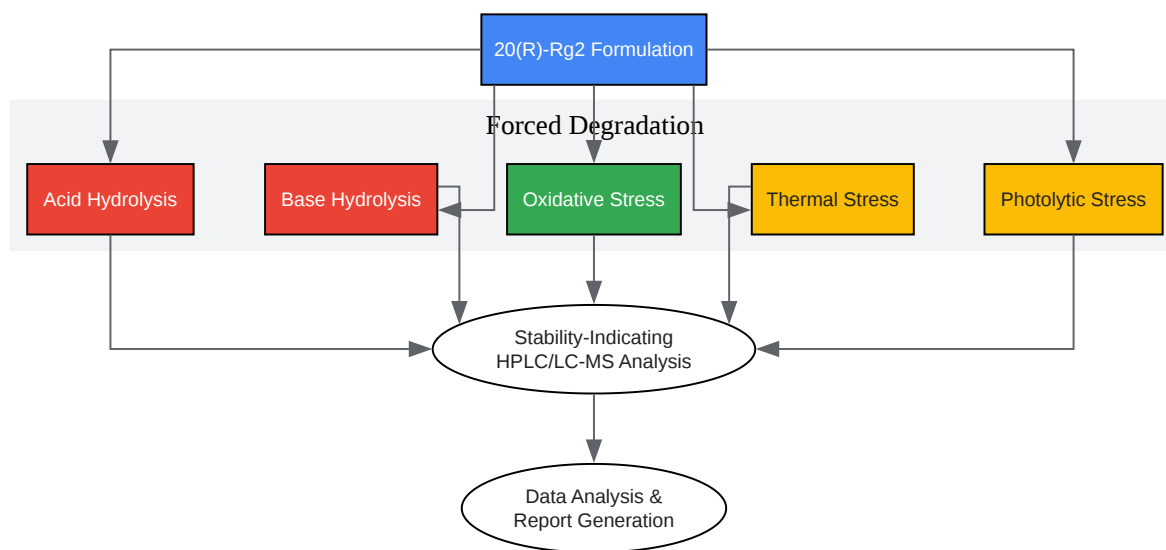 20(R)-Rg2 Formulation
Forced Degradation
Acid Hydrolysis
Base Hydrolysis
Oxidative Stress
Thermal Stress
Photolytic Stress
Stability-Indicating
HPLC/LC-MS Analysis
Data Analysis &
Report Generation